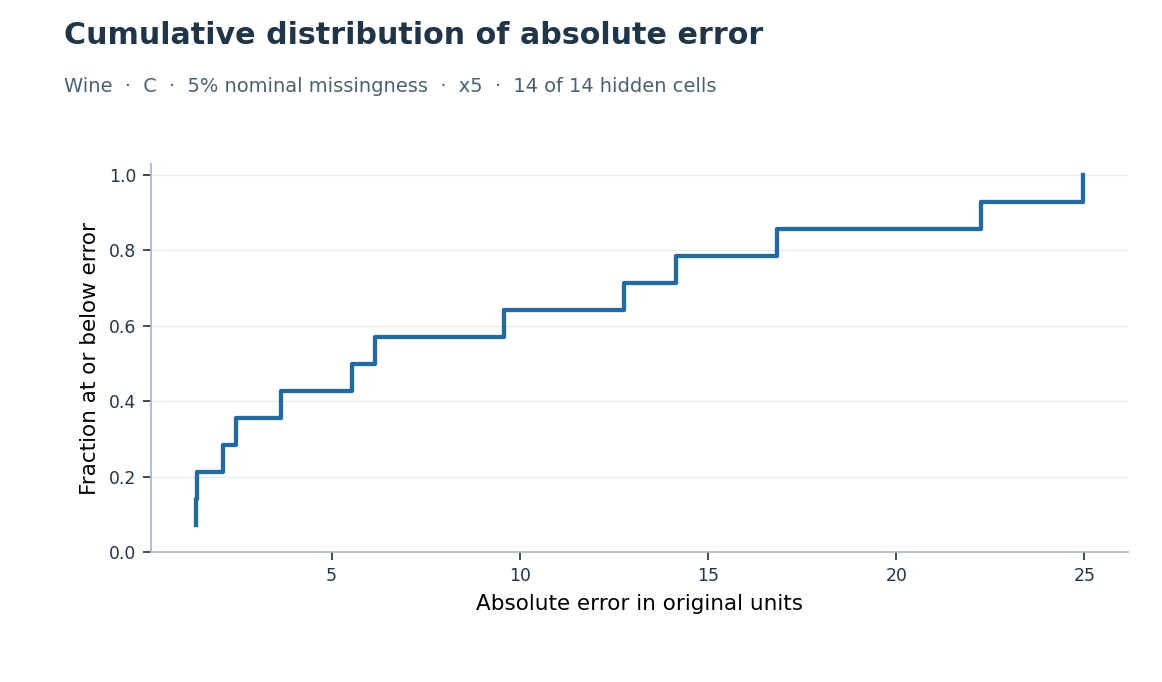 Cumulative distribution of absolute error
Wine · C · 5% nominal missingness · x5 · 14 of 14 hidden cells
Fraction at or below error
1.0
0.8
0.6
0.4
0.2
0.0
5 10 15 20 25
Absolute error in original units